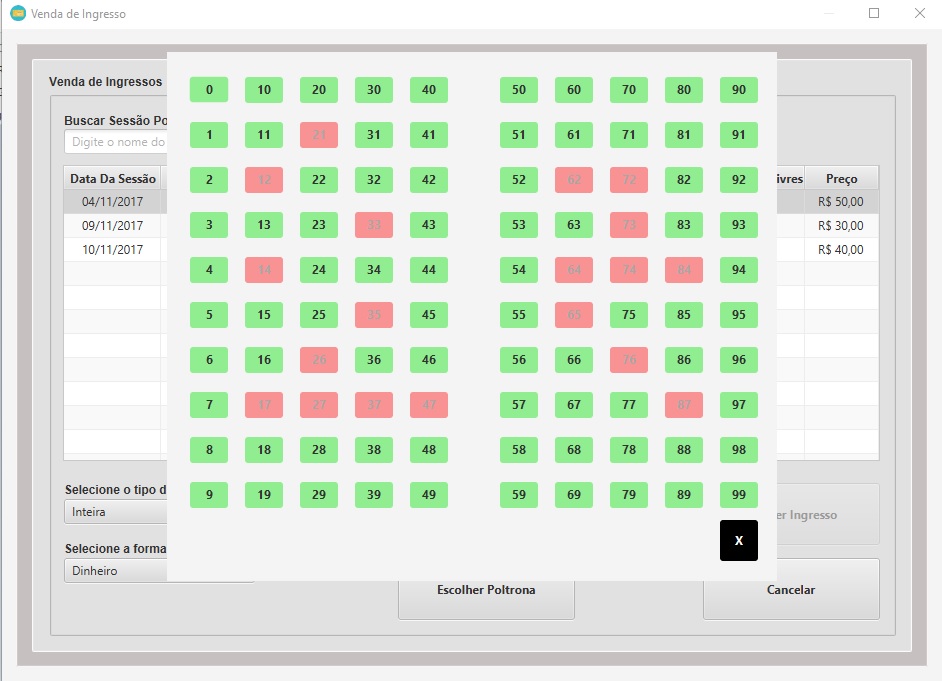 Venda de Ingresso
Venda de Ingressos
Buscar Sessão Po
Digite o nome do
Data Da Sessão ivres Preço
04/11/2017 R$ 50,00
09/11/2017 R$ 30,00
10/11/2017 R$ 40,00
0 10 20 30 40 50 60 70 80 90
1 11 21 31 41 51 61 71 81 91
2 12 22 32 42 52 62 72 82 92
3 13 23 33 43 53 63 73 83 93
4 14 24 34 44 54 64 74 84 94
5 15 25 35 45 55 65 75 85 95
6 16 26 36 46 56 66 76 86 96
7 17 27 37 47 57 67 77 87 97
8 18 28 38 48 58 68 78 88 98
9 19 29 39 49 59 69 79 89 99
X
Selecione o tipo d
Inteira
er Ingresso
Selecione a forma
Dinheiro
Escolher Poltrona
Cancelar